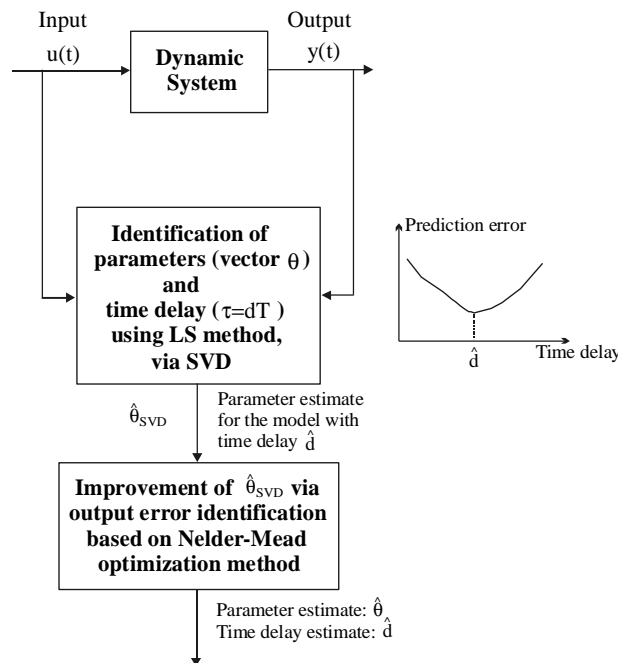 Input
u(t)
Output
y(t)
Dynamic
System
Identification of
parameters (vector θ)
and
time delay (τ=dT )
using LS method,
via SVD
Prediction error
Time delay
d̂
θ̂SVD
Parameter estimate
for the model with
time delay d̂
Improvement of θ̂SVD via
output error identification
based on Nelder-Mead
optimization method
Parameter estimate: θ̂
Time delay estimate: d̂